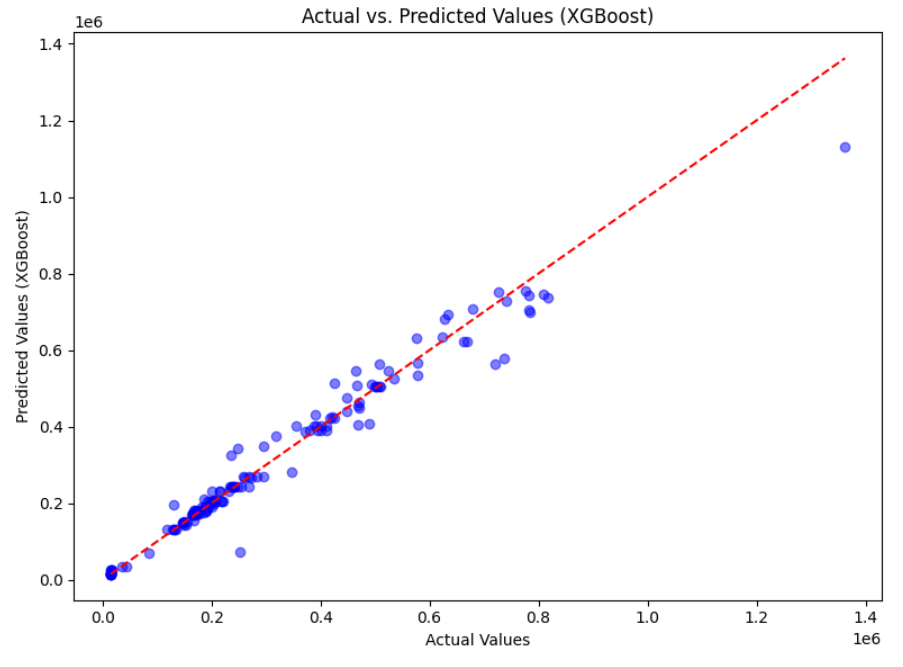 Actual vs. Predicted Values (XGBoost)
1e6
1.4
1.2
1.0
0.8
0.6
0.4
0.2
0.0
Predicted Values (XGBoost)
0.0 0.2 0.4 0.6 0.8 1.0 1.2 1.4
Actual Values
1e6